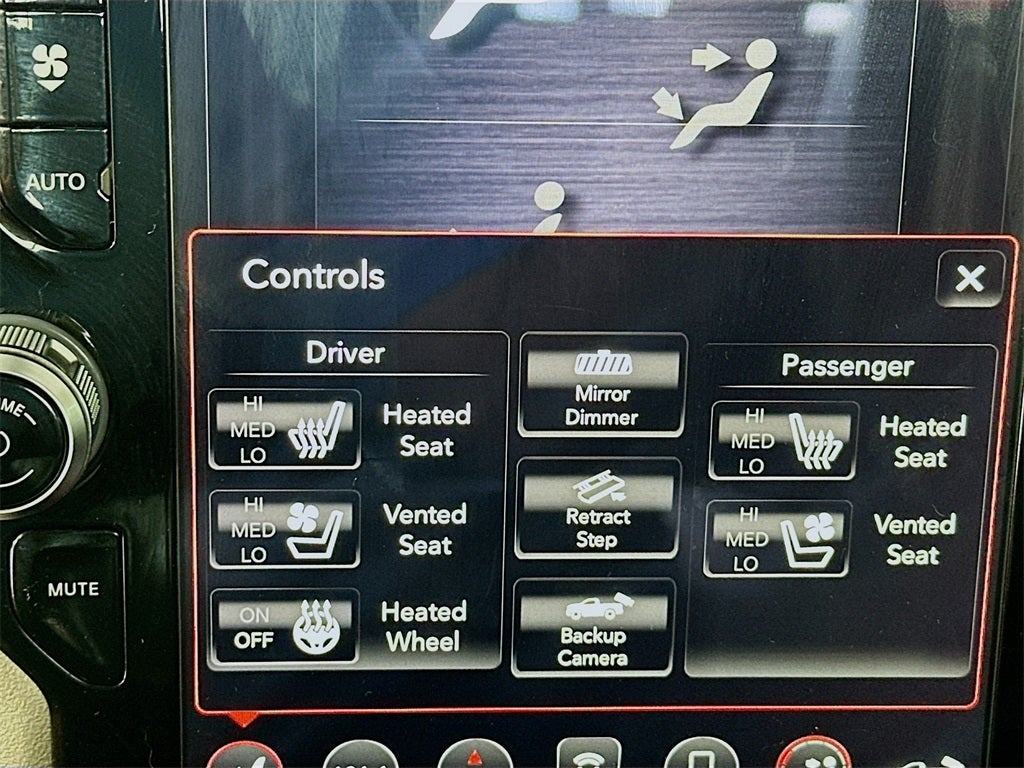 AUTO
MUTE
Controls
Driver
HI
MED
LO
Heated
Seat
HI
MED
LO
Vented
Seat
ON
OFF
Heated
Wheel
Mirror
Dimmer
Retract
Step
Backup
Camera
Passenger
HI
MED
LO
Heated
Seat
HI
MED
LO
Vented
Seat